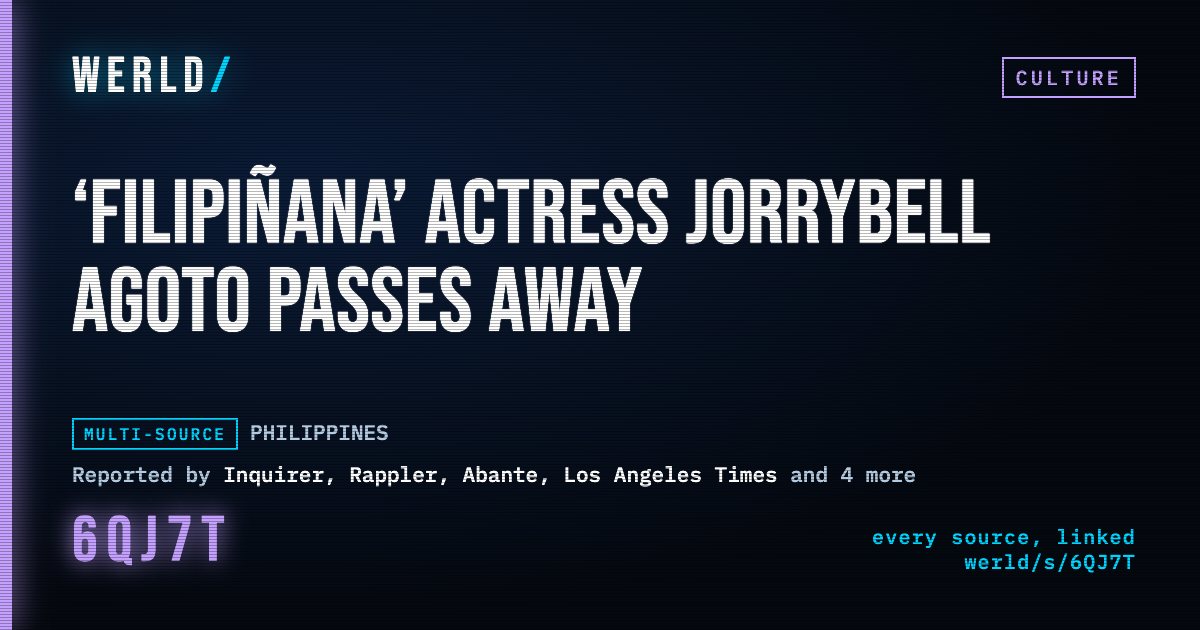 WERLD/
CULTURE
‘FILIPIÑANA’ ACTRESS JORRYBELL
AGOTO PASSES AWAY
MULTI-SOURCE PHILIPPINES
Reported by Inquirer, Rappler, Abante, Los Angeles Times and 4 more
6QJ7T
every source, linked
werld/s/6QJ7T